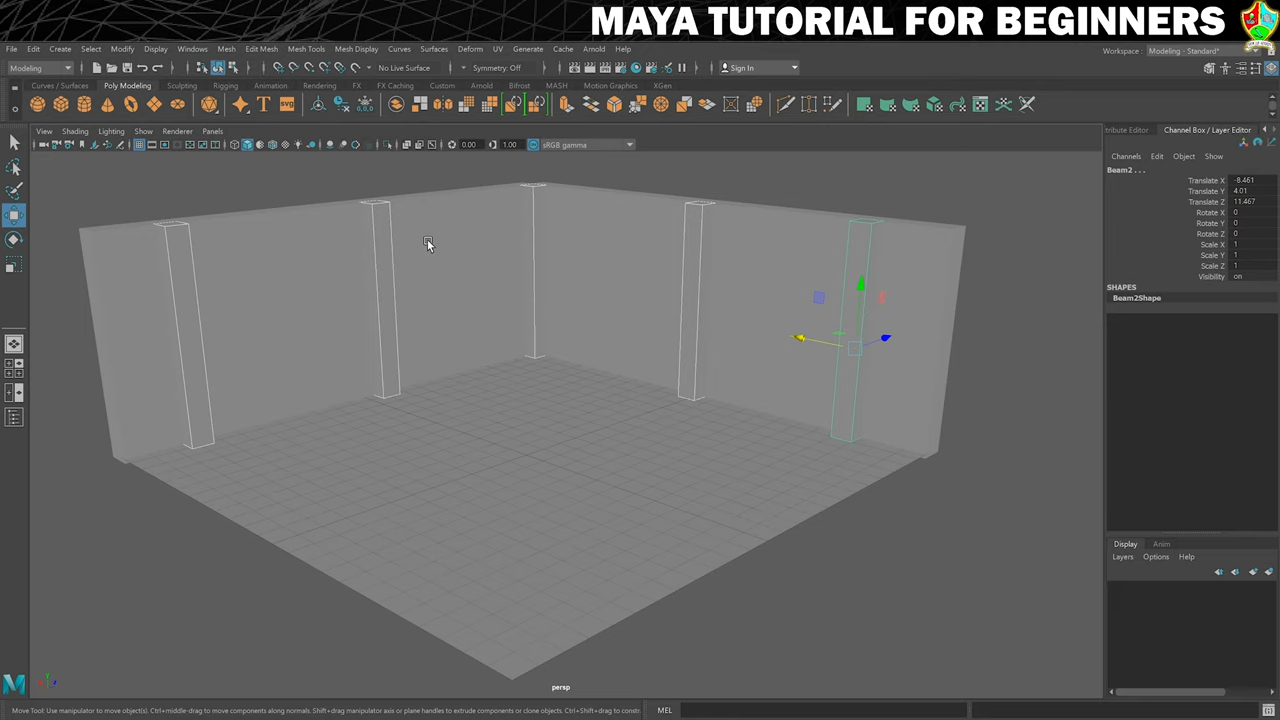 MAYA TUTORIAL FOR BEGINNERS
File Edit Create Select Modify Display Windows Mesh Edit Mesh Mesh Tools Mesh Display Curves Surfaces Deform UV Generate Cache Arnold Help
Workspace : Modeling - Standard*
Modeling No Live Surface Symmetry: Off Sign In
Curves / Surfaces Poly Modeling Sculpting Rigging Animation Rendering FX FX Caching Custom Arnold Bifrost MASH Motion Graphics XGen
View Shading Lighting Show Renderer Panels
0.00 1.00 sRGB gamma
tribute Editor Channel Box / Layer Editor
Channels Edit Object Show
Beam2 . . .
Translate X -8.461
Translate Y 4.01
Translate Z 11.467
Rotate X 0
Rotate Y 0
Rotate Z 0
Scale X 1
Scale Y 1
Scale Z 1
Visibility on
SHAPES
Beam2Shape
Display Anim
Layers Options Help
persp
Move Tool: Use manipulator to move object(s). Ctrl+middle-drag to move components along normals. Shift+drag manipulator axis or plane handles to extrude components or clone objects. Ctrl+Shift+drag to constr
MEL